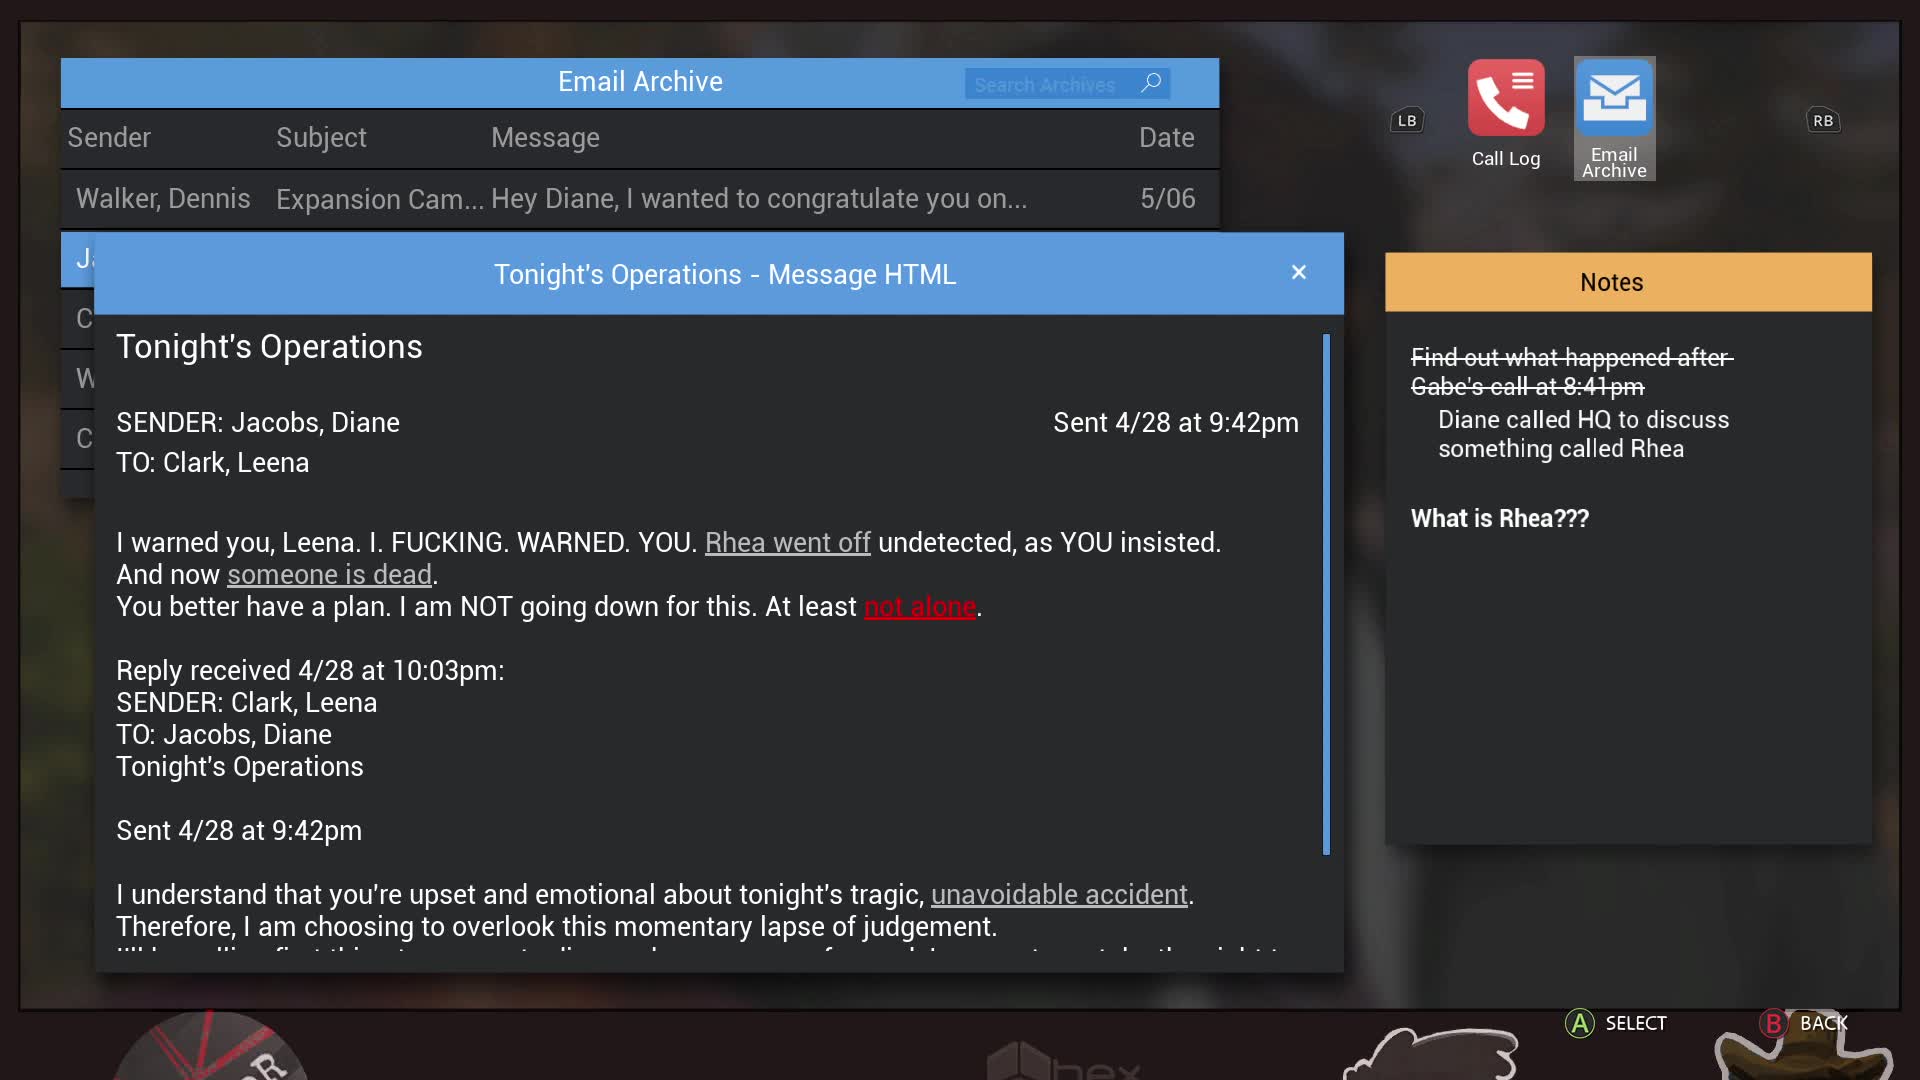 Email Archive
Search Archives
Sender Subject Message Date
Walker, Dennis Expansion Cam... Hey Diane, I wanted to congratulate you on... 5/06
Tonight's Operations - Message HTML
Tonight's Operations
SENDER: Jacobs, Diane Sent 4/28 at 9:42pm
TO: Clark, Leena
I warned you, Leena. I. FUCKING. WARNED. YOU. Rhea went off undetected, as YOU insisted.
And now someone is dead.
You better have a plan. I am NOT going down for this. At least not alone.
Reply received 4/28 at 10:03pm:
SENDER: Clark, Leena
TO: Jacobs, Diane
Tonight's Operations
Sent 4/28 at 9:42pm
I understand that you're upset and emotional about tonight's tragic, unavoidable accident.
Therefore, I am choosing to overlook this momentary lapse of judgement.
LB
Call Log
Email
Archive
RB
Notes
Find out what happened after
Gabe's call at 8:41pm
Diane called HQ to discuss
something called Rhea
What is Rhea???
A SELECT
B BACK
hex